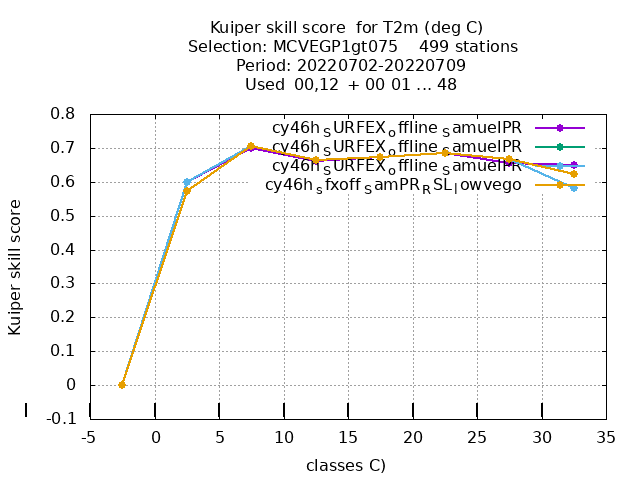 Kuiper skill score  for T2m (deg C)
Selection: MCVEGP1gt075    499 stations
Period: 20220702-20220709
Used  00,12  + 00 01 ... 48
0.8
0.7
0.6
0.5
0.4
0.3
0.2
0.1
0
-0.1
Kuiper skill score
cy46h_SURFEX_offline_SamuelPR
cy46h_SURFEX_offline_SamuelPR
cy46h_SURFEX_offline_SamuelPR
cy46h_sfxoff_SamPR_RSL_lowvego
-5 0 5 10 15 20 25 30 35
classes C)